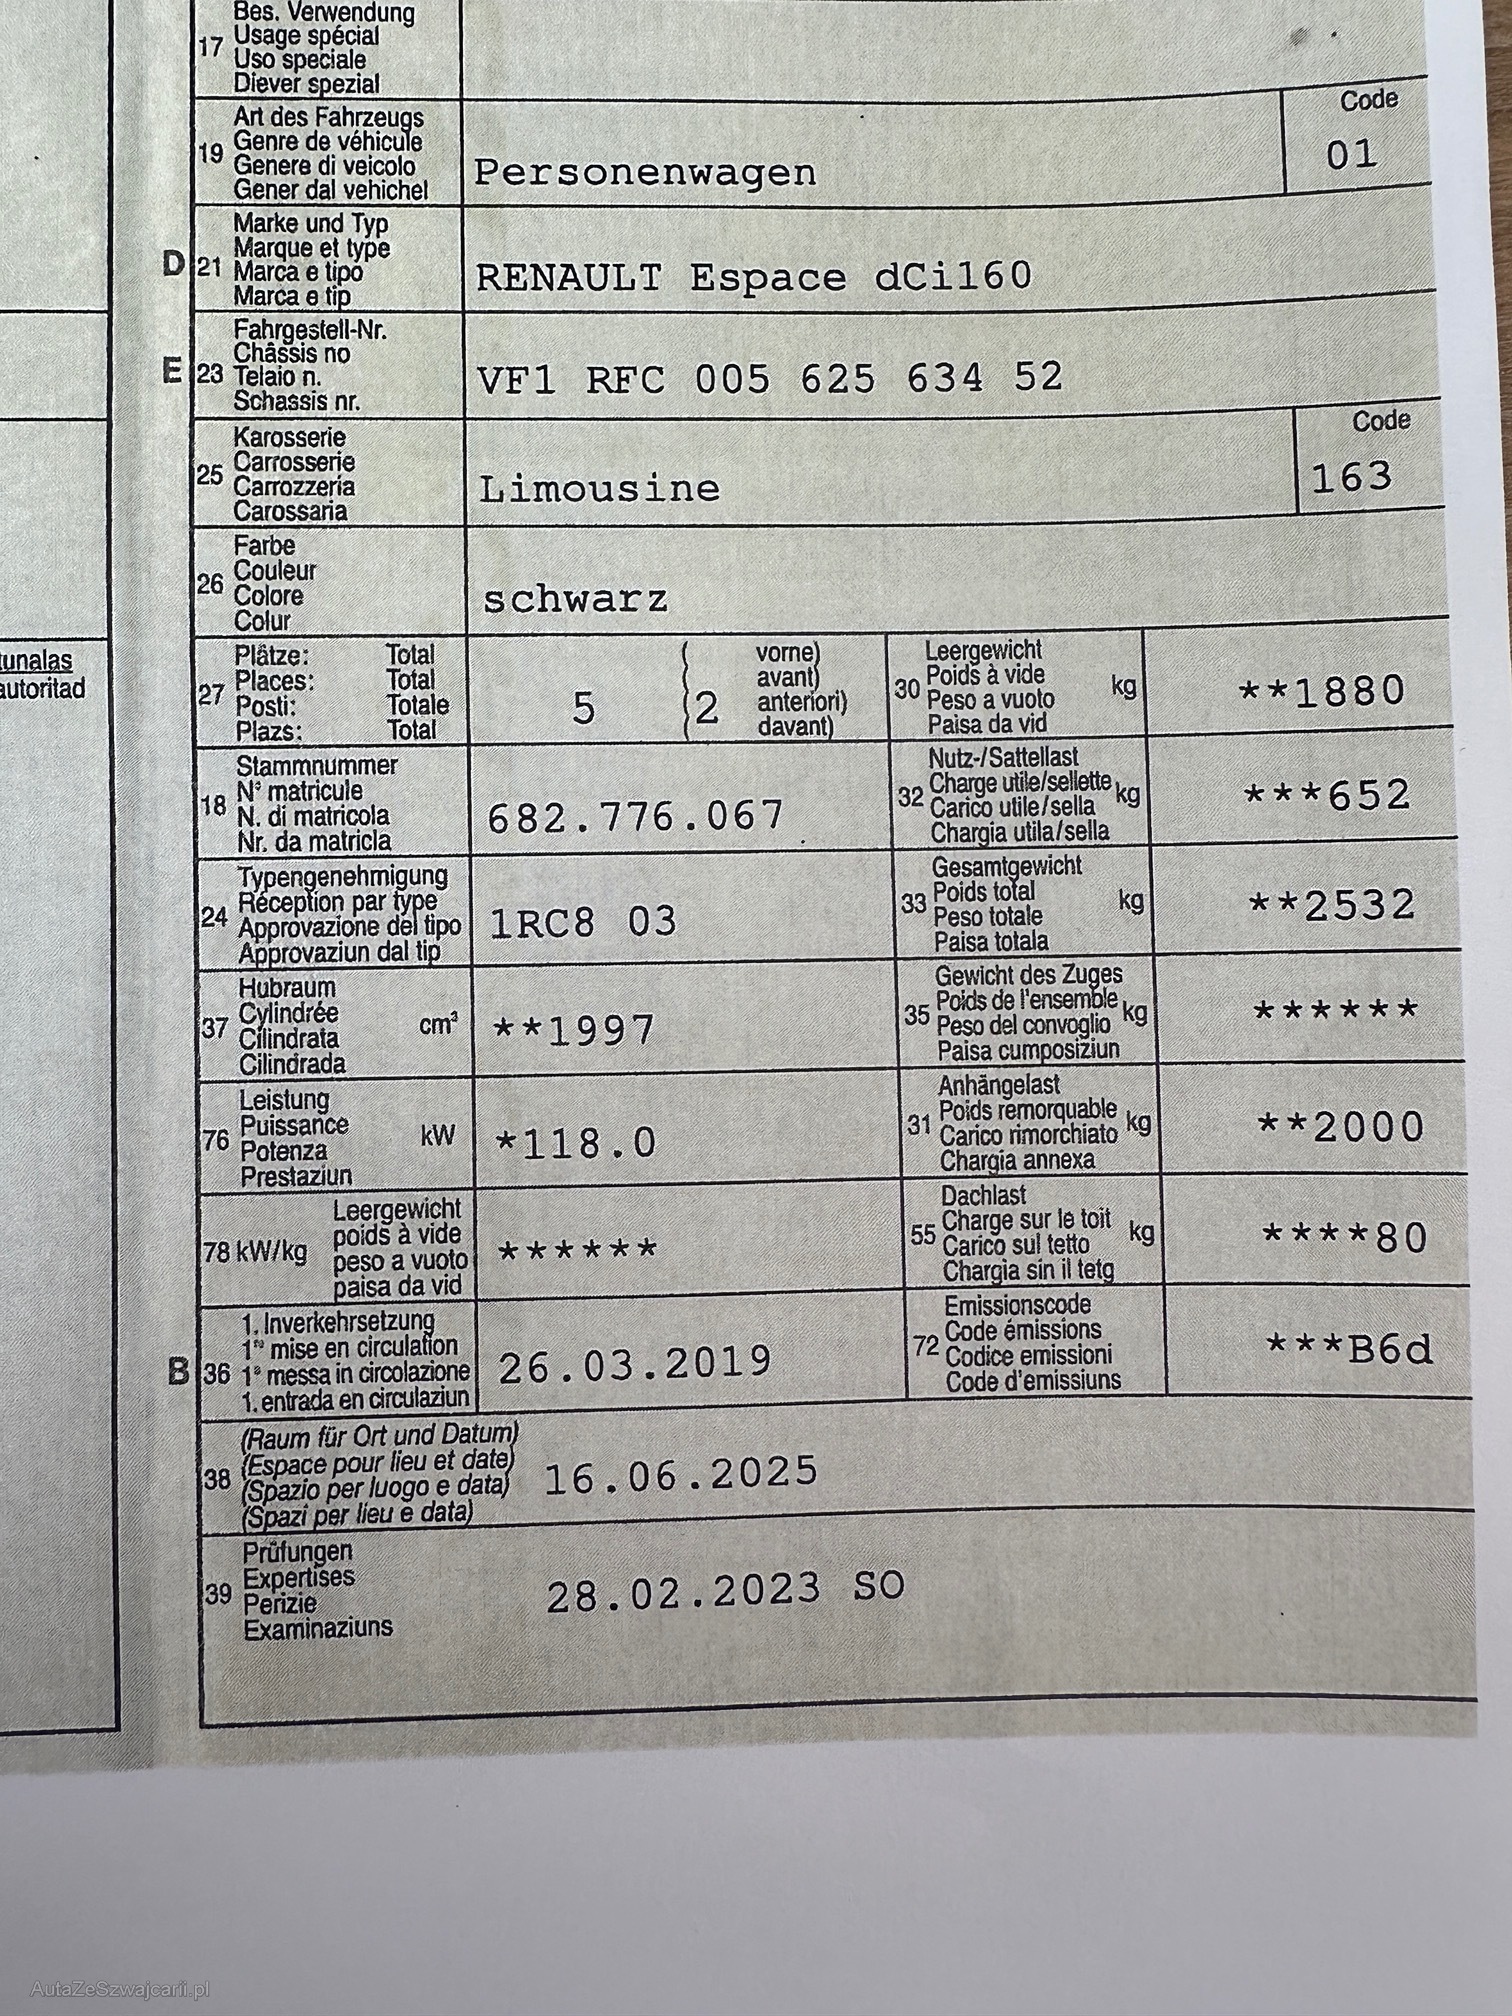 17
Bes. Verwendung
Usage spécial
Uso speciale
Diever spezial
19
Art des Fahrzeugs
Genre de véhicule
Genere di veicolo
Gener dal vehichel
Personenwagen
Code
01
D
21
Marke und Typ
Marque et type
Marca e tipo
Marca e tip
RENAULT Espace dCi160
E
23
Fahrgestell-Nr.
Châssis no
Telaio n.
Schassis nr.
VF1 RFC 005 625 634 52
25
Karosserie
Carrosserie
Carrozzeria
Carossaria
Limousine
Code
163
26
Farbe
Couleur
Colore
Colur
schwarz
tunalas
autoritad
27
Plätze: Total
Places: Total
Posti: Totale
Plazs: Total
5
2
vorne)
avant)
anteriori)
davant)
30
Leergewicht
Poids à vide
Peso a vuoto
Paisa da vid
kg
**1880
18
Stammnummer
N° matricule
N. di matricola
Nr. da matricla
682.776.067
32
Nutz-/Sattellast
Charge utile/sellette
Carico utile/sella
Chargia utila/sella
kg
***652
24
Typengenehmigung
Réception par type
Approvazione del tipo
Approvaziun dal tip
1RC8 03
33
Gesamtgewicht
Poids total
Peso totale
Paisa totala
kg
**2532
37
Hubraum
Cylindrée
Cilindrata
Cilindrada
cm³
**1997
35
Gewicht des Zuges
Poids de l'ensemble
Peso del convoglio
Paisa cumposiziun
kg
******
76
Leistung
Puissance
Potenza
Prestaziun
kW
*118.0
31
Anhängelast
Poids remorquable
Carico rimorchiato
Chargia annexa
kg
**2000
78 kW/kg
Leergewicht
poids à vide
peso a vuoto
paisa da vid
******
55
Dachlast
Charge sur le toit
Carico sul tetto
Chargia sin il tetg
kg
****80
B
36
1. Inverkehrsetzung
1re mise en circulation
1a messa in circolazione
1. entrada en circulaziun
26.03.2019
72
Emissionscode
Code émissions
Codice emissioni
Code d'emissiuns
***B6d
38
(Raum für Ort und Datum)
(Espace pour lieu et date)
(Spazio per luogo e data)
(Spazi per lieu e data)
16.06.2025
39
Prüfungen
Expertises
Perizie
Examinaziuns
28.02.2023 SO
AutaZeSzwajcarii.pl